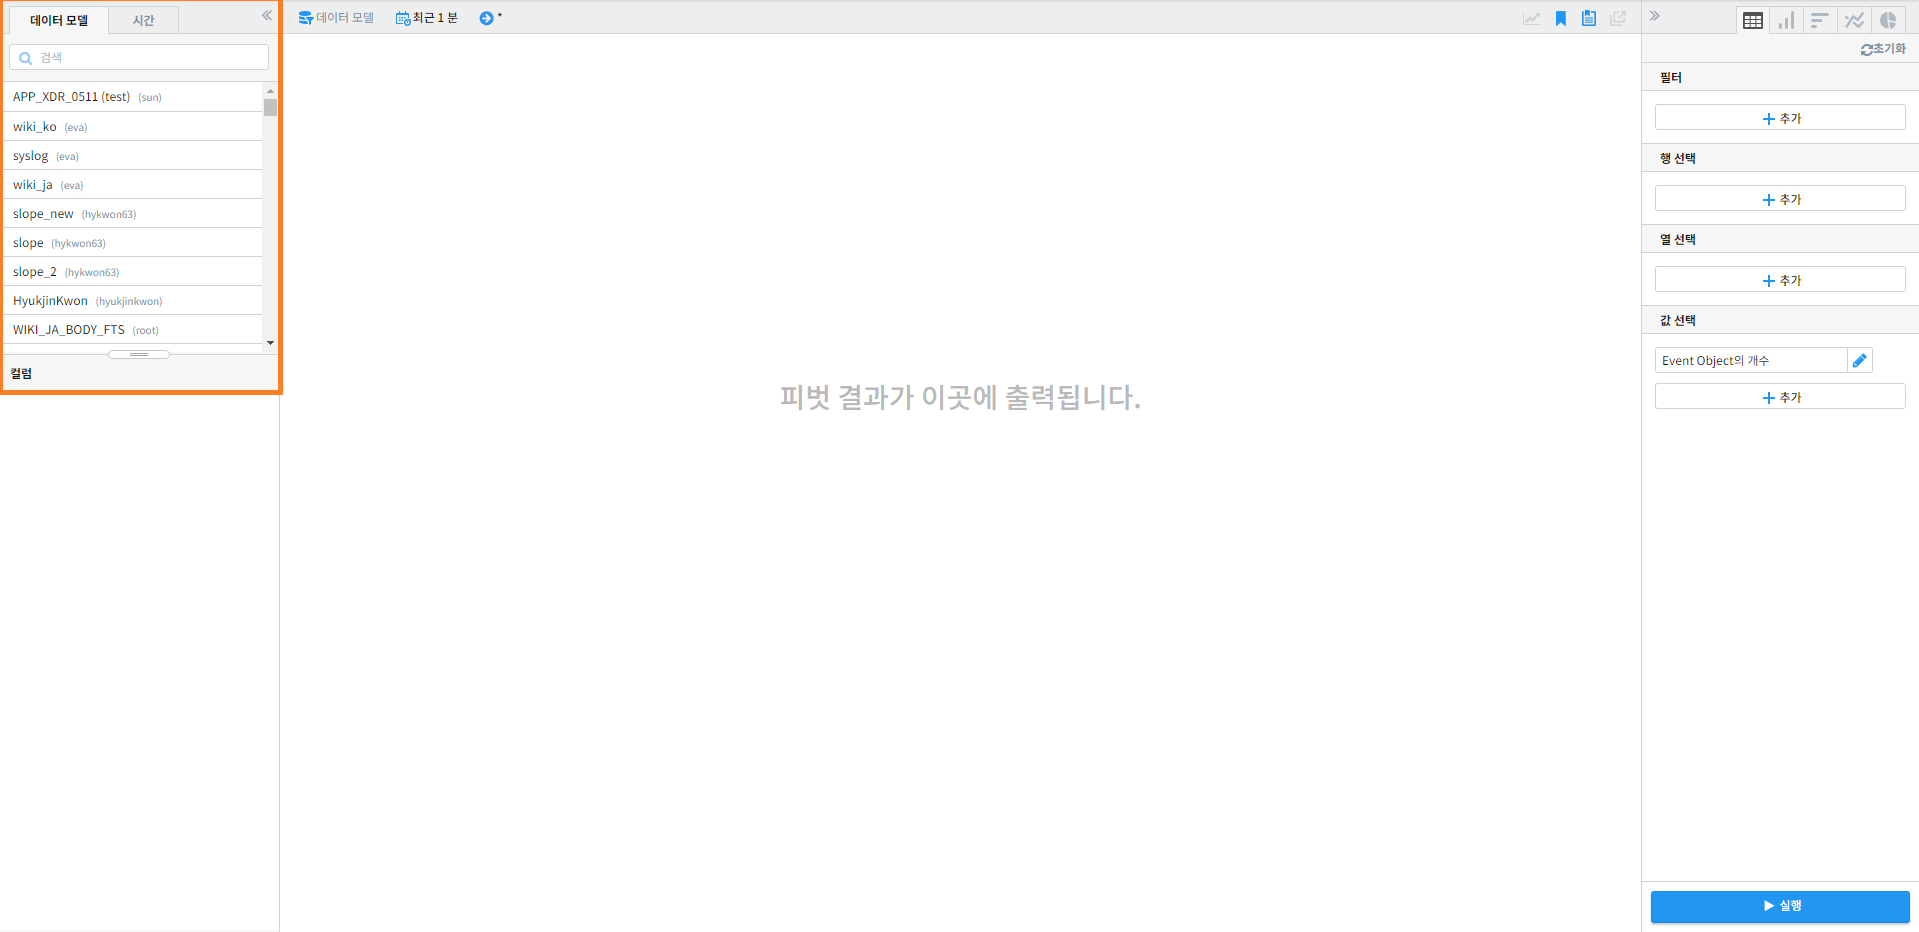 데이터 모델
시간
검색
APP_XDR_0511 (test) (sun)
wiki_ko (eva)
syslog (eva)
wiki_ja (eva)
slope_new (hykwon63)
slope (hykwon63)
slope_2 (hykwon63)
HyukjinKwon (hyukjinkwon)
WIKI_JA_BODY_FTS (root)
컬럼
데이터 모델
최근 1 분
*
피벗 결과가 이곳에 출력됩니다.
초기화
필터
추가
행 선택
추가
열 선택
추가
값 선택
Event Object의 개수
추가
실행